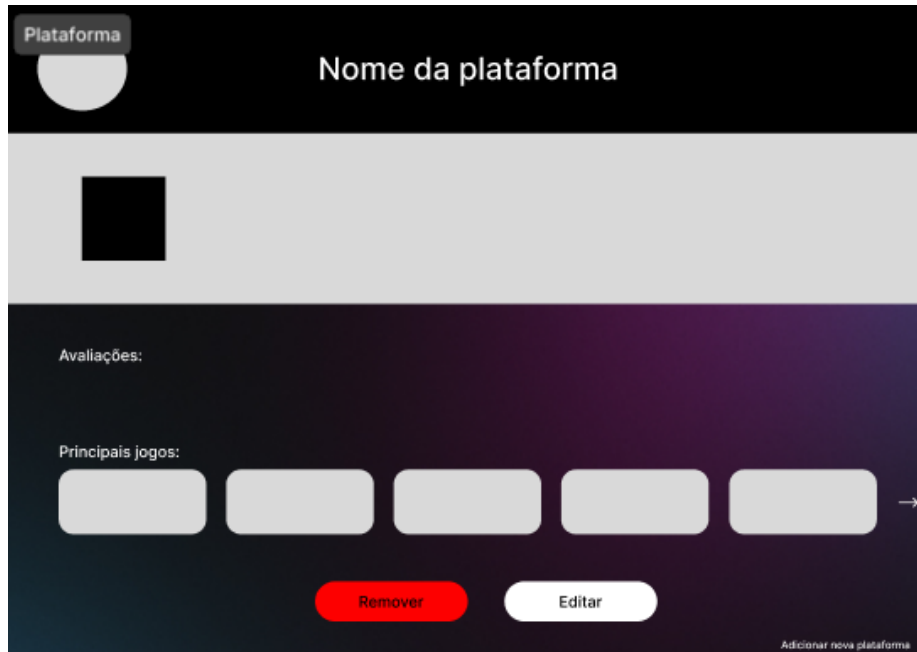 Plataforma
Nome da plataforma
Avaliações:
Principais jogos:
Remover
Editar
Adicionar nova plataforma